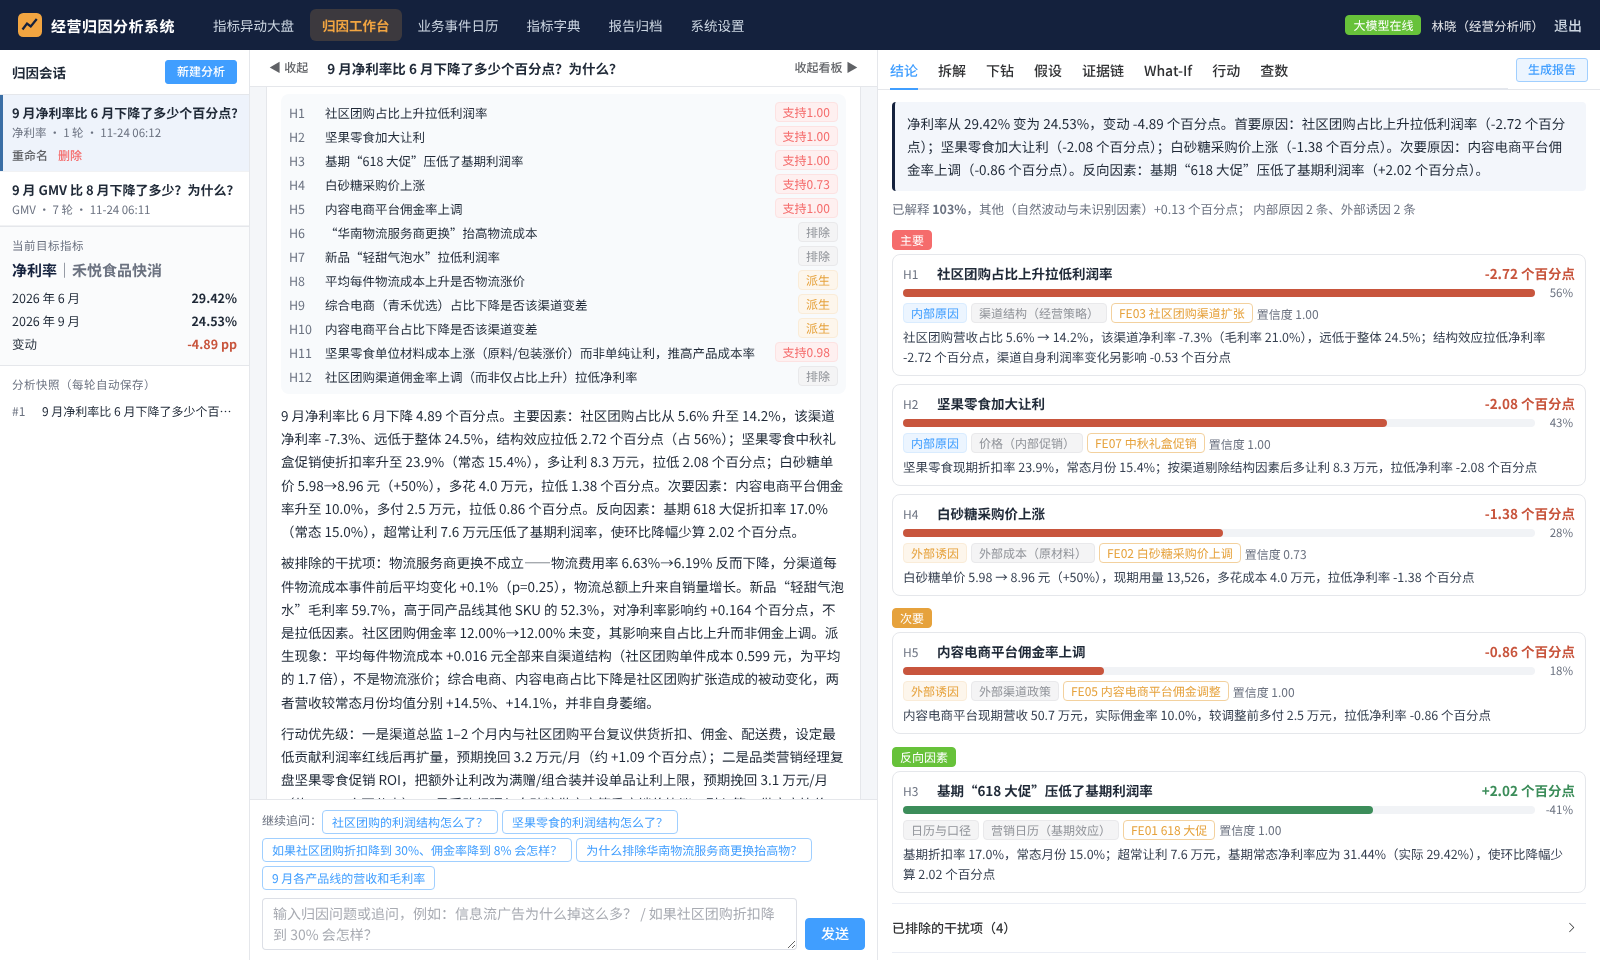 经营归因分析系统
指标异动大盘
归因工作台
业务事件日历
指标字典
报告归档
系统设置
大模型在线
林晓（经营分析师）
退出
归因会话
新建分析
9 月净利率比 6 月下降了多少个百分点？
净利率 · 1 轮 · 11-24 06:12
重命名 删除
9 月 GMV 比 8 月下降了多少？为什么？
GMV · 7 轮 · 11-24 06:11
当前目标指标
净利率｜禾悦食品快消
2026 年 6 月 29.42%
2026 年 9 月 24.53%
变动 -4.89 pp
分析快照（每轮自动保存）
#1 9 月净利率比 6 月下降了多少个百…
◀ 收起
9 月净利率比 6 月下降了多少个百分点？为什么？
收起看板 ▶
H1 社区团购占比上升拉低利润率 支持1.00
H2 坚果零食加大让利 支持1.00
H3 基期“618 大促”压低了基期利润率 支持1.00
H4 白砂糖采购价上涨 支持0.73
H5 内容电商平台佣金率上调 支持1.00
H6 “华南物流服务商更换”抬高物流成本 排除
H7 新品“轻甜气泡水”拉低利润率 排除
H8 平均每件物流成本上升是否物流涨价 派生
H9 综合电商（青禾优选）占比下降是否该渠道变差 派生
H10 内容电商平台占比下降是否该渠道变差 派生
H11 坚果零食单位材料成本上涨（原料/包装涨价）而非单纯让利，推高产品成本率 支持0.98
H12 社区团购渠道佣金率上调（而非仅占比上升）拉低净利率 排除
9 月净利率比 6 月下降 4.89 个百分点。主要因素：社区团购占比从 5.6% 升至 14.2%，该渠道
净利率 -7.3%、远低于整体 24.5%，结构效应拉低 2.72 个百分点（占 56%）；坚果零食中秋礼
盒促销使折扣率升至 23.9%（常态 15.4%），多让利 8.3 万元，拉低 2.08 个百分点；白砂糖单
价 5.98→8.96 元（+50%），多花 4.0 万元，拉低 1.38 个百分点。次要因素：内容电商平台佣金
率升至 10.0%，多付 2.5 万元，拉低 0.86 个百分点。反向因素：基期 618 大促折扣率 17.0%
（常态 15.0%），超常让利 7.6 万元压低了基期利润率，使环比降幅少算 2.02 个百分点。
被排除的干扰项：物流服务商更换不成立——物流费用率 6.63%→6.19% 反而下降，分渠道每
件物流成本事件前后平均变化 +0.1%（p=0.25），物流总额上升来自销量增长。新品“轻甜气泡
水”毛利率 59.7%，高于同产品线其他 SKU 的 52.3%，对净利率影响约 +0.164 个百分点，不
是拉低因素。社区团购佣金率 12.00%→12.00% 未变，其影响来自占比上升而非佣金上调。派
生现象：平均每件物流成本 +0.016 元全部来自渠道结构（社区团购单件成本 0.599 元，为平均
的 1.7 倍），不是物流涨价；综合电商、内容电商占比下降是社区团购扩张造成的被动变化，两
者营收较常态月份均值分别 +14.5%、+14.1%，并非自身萎缩。
行动优先级：一是渠道总监 1–2 个月内与社区团购平台复议供货折扣、佣金、配送费，设定最
低贡献利润率红线后再扩量，预期挽回 3.2 万元/月（约 +1.09 个百分点）；二是品类营销经理复
盘坚果零食促销 ROI，把额外让利改为满赠/组合装并设单品让利上限，预期挽回 3.1 万元/月
继续追问：
社区团购的利润结构怎么了？
坚果零食的利润结构怎么了？
如果社区团购折扣降到 30%、佣金率降到 8% 会怎样？
为什么排除华南物流服务商更换抬高物？
9 月各产品线的营收和毛利率
输入归因问题或追问，例如：信息流广告为什么掉这么多？ / 如果社区团购折扣降
到 30% 会怎样？
发送
结论
拆解
下钻
假设
证据链
What-If
行动
查数
生成报告
净利率从 29.42% 变为 24.53%，变动 -4.89 个百分点。首要原因：社区团购占比上升拉低利润率（-2.72 个百分
点）；坚果零食加大让利（-2.08 个百分点）；白砂糖采购价上涨（-1.38 个百分点）。次要原因：内容电商平台佣
金率上调（-0.86 个百分点）。反向因素：基期“618 大促”压低了基期利润率（+2.02 个百分点）。
已解释 103%，其他（自然波动与未识别因素）+0.13 个百分点； 内部原因 2 条、外部诱因 2 条
主要
H1 社区团购占比上升拉低利润率 -2.72 个百分点
56%
内部原因 渠道结构（经营策略） FE03 社区团购渠道扩张 置信度 1.00
社区团购营收占比 5.6% → 14.2%，该渠道净利率 -7.3%（毛利率 21.0%），远低于整体 24.5%；结构效应拉低净利率
-2.72 个百分点，渠道自身利润率变化另影响 -0.53 个百分点
H2 坚果零食加大让利 -2.08 个百分点
43%
内部原因 价格（内部促销） FE07 中秋礼盒促销 置信度 1.00
坚果零食现期折扣率 23.9%，常态月份 15.4%；按渠道剔除结构因素后多让利 8.3 万元，拉低净利率 -2.08 个百分点
H4 白砂糖采购价上涨 -1.38 个百分点
28%
外部诱因 外部成本（原材料） FE02 白砂糖采购价上调 置信度 0.73
白砂糖单价 5.98 → 8.96 元（+50%），现期用量 13,526，多花成本 4.0 万元，拉低净利率 -1.38 个百分点
次要
H5 内容电商平台佣金率上调 -0.86 个百分点
18%
外部诱因 外部渠道政策 FE05 内容电商平台佣金调整 置信度 1.00
内容电商平台现期营收 50.7 万元，实际佣金率 10.0%，较调整前多付 2.5 万元，拉低净利率 -0.86 个百分点
反向因素
H3 基期“618 大促”压低了基期利润率 +2.02 个百分点
-41%
日历与口径 营销日历（基期效应） FE01 618 大促 置信度 1.00
基期折扣率 17.0%，常态月份 15.0%；超常让利 7.6 万元，基期常态净利率应为 31.44%（实际 29.42%），使环比降幅少
算 2.02 个百分点
已排除的干扰项（4）